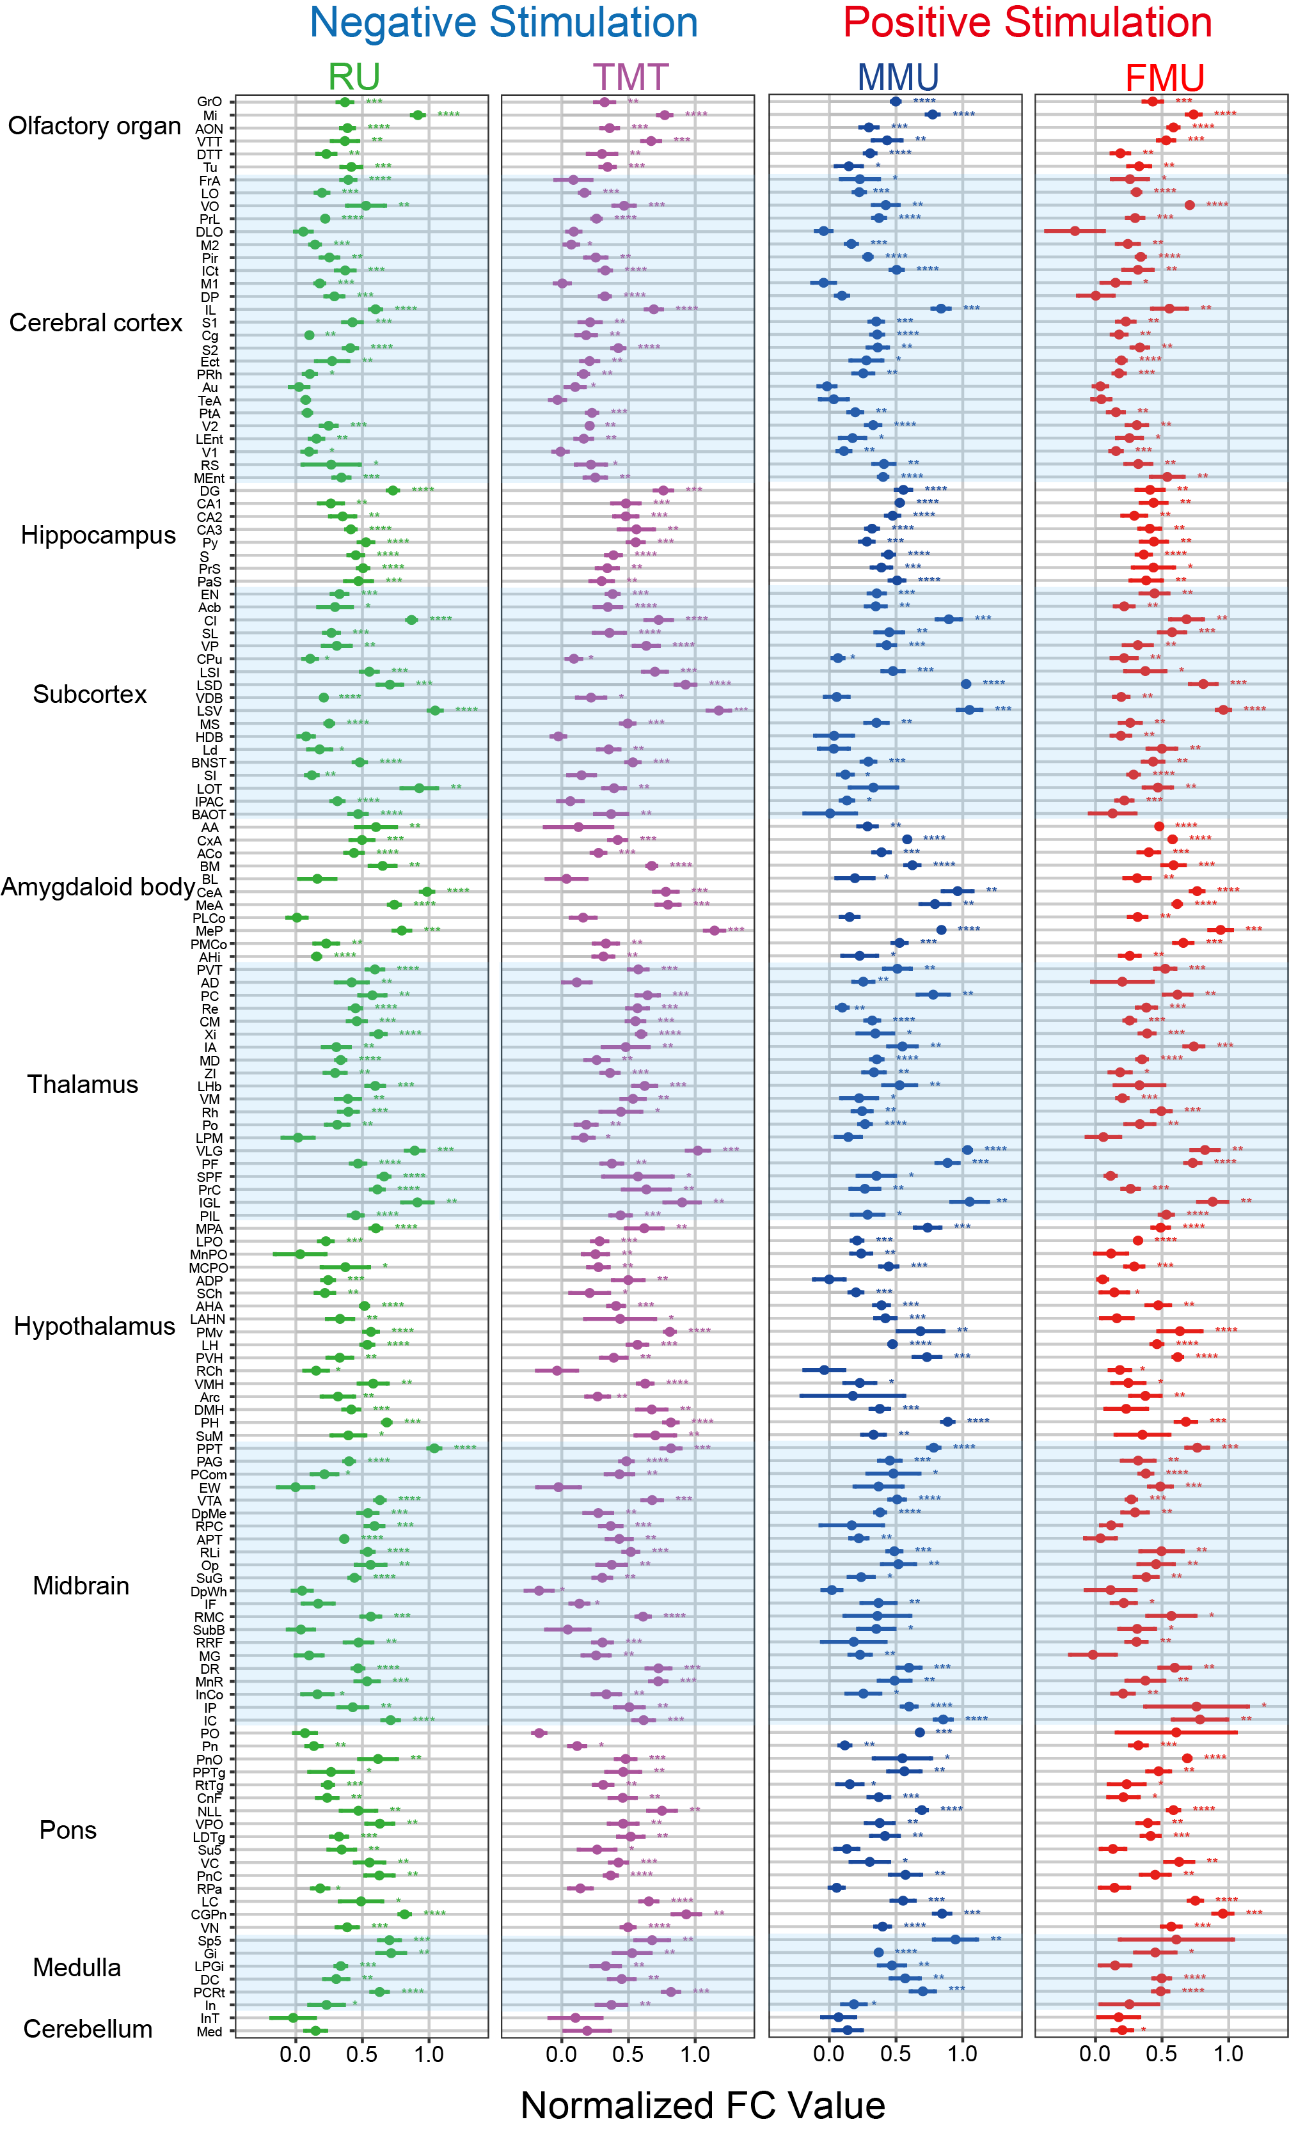 Negative Stimulation
Positive Stimulation
RU
TMT
MMU
FMU
Olfactory organ
GrO
Mi
AON
VTT
DTT
Tu
Cerebral cortex
FrA
LO
VO
PrL
DLO
M2
Pir
ICt
M1
DP
IL
S1
Cg
S2
Ect
PRh
Au
TeA
PtA
V2
LEnt
V1
RS
MEnt
Hippocampus
DG
CA1
CA2
CA3
Py
S
PrS
PaS
Subcortex
EN
Acb
Cl
SL
VP
CPu
LSI
LSD
VDB
LSV
MS
HDB
Ld
BNST
SI
LOT
IPAC
BAOT
Amygdaloid body
AA
CxA
ACo
BM
BL
CeA
MeA
PLCo
MeP
PMCo
AHi
Thalamus
PVT
AD
PC
Re
CM
Xi
IA
MD
ZI
LHb
VM
Rh
Po
LPM
VLG
PF
SPF
PrC
IGL
PIL
Hypothalamus
MPA
LPO
MnPO
MCPO
ADP
SCh
AHA
LAHN
PMv
LH
PVH
RCh
VMH
Arc
DMH
PH
SuM
Midbrain
PPT
PAG
PCom
EW
VTA
DpMe
RPC
APT
RLi
Op
SuG
DpWh
IF
RMC
SubB
RRF
MG
DR
MnR
InCo
IP
IC
Pons
PO
Pn
PnO
PPTg
RtTg
CnF
NLL
VPO
LDTg
Su5
VC
PnC
RPa
LC
CGPn
VN
Medulla
Sp5
Gi
LPGi
DC
PCRt
In
Cerebellum
InT
Med
0.0 0.5 1.0
0.0 0.5 1.0
0.0 0.5 1.0
0.0 0.5 1.0
Normalized FC Value